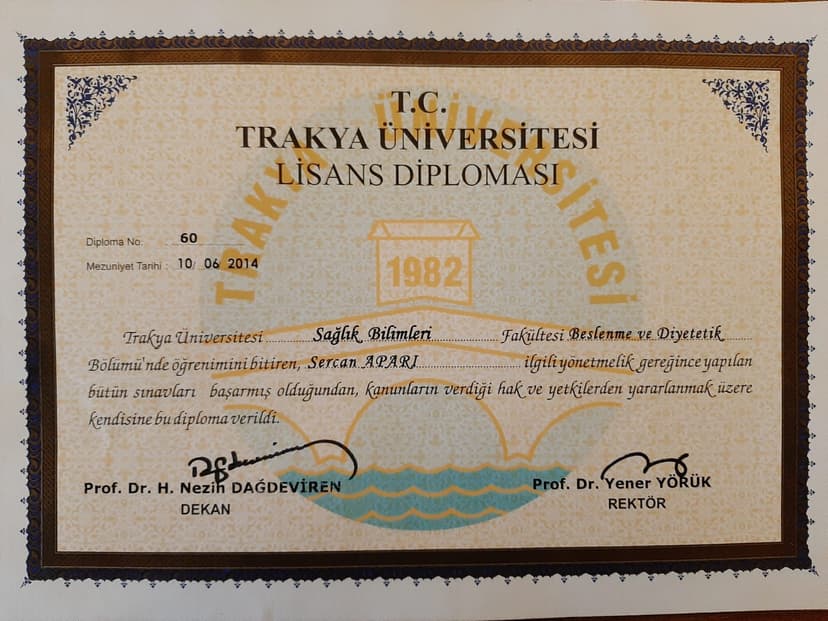 T.C.
TRAKYA ÜNİVERSİTESİ
LİSANS DİPLOMASI
TRAKYA ÜNİVERSİTESİ
1982
Diploma No: 60
Mezuniyet Tarihi : 10/ 06 2014
Trakya Üniversitesi Sağlık Bilimleri Fakültesi Beslenme ve Diyetetik
Bölümü'nde öğrenimini bitiren, Sercan APARI ilgili yönetmelik gereğince yapılan
bütün sınavları başarmış olduğundan, kanunların verdiği hak ve yetkilerden yararlanmak üzere
kendisine bu diploma verildi.
Prof. Dr. H. Nezih DAĞDEVİREN
DEKAN
Prof. Dr. Yener YÖRÜK
REKTÖR